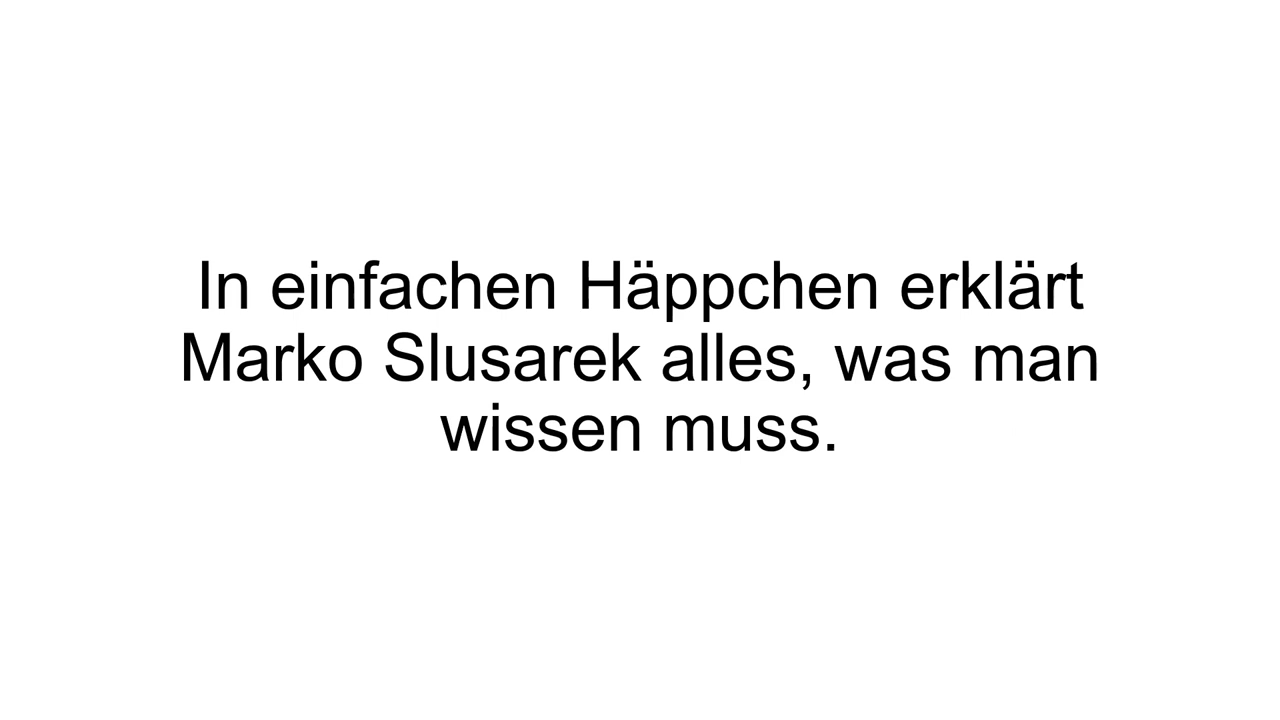 In einfachen Häppchen erklärt
Marko Slusarek alles, was man
wissen muss.